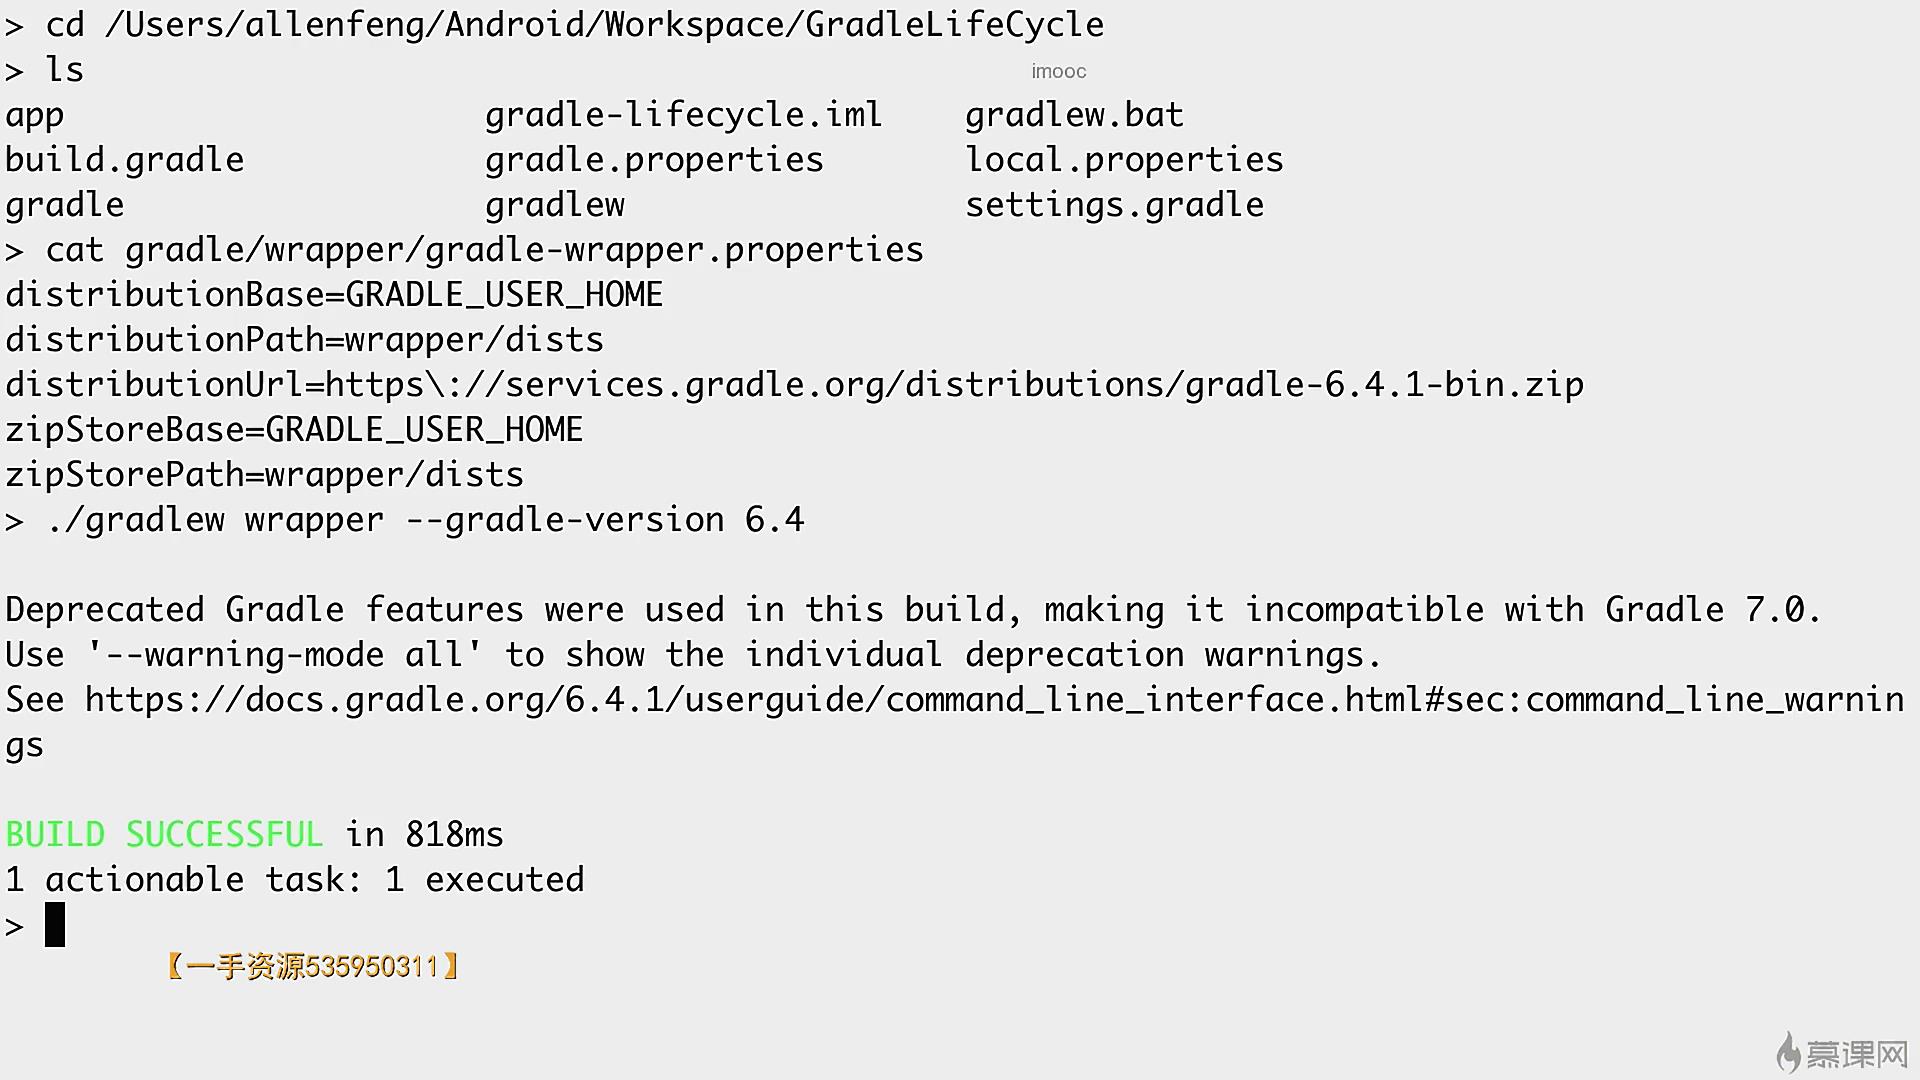 > cd /Users/allenfeng/Android/Workspace/GradleLifeCycle
> ls
imooc
app gradle-lifecycle.iml gradlew.bat
build.gradle gradle.properties local.properties
gradle gradlew settings.gradle
> cat gradle/wrapper/gradle-wrapper.properties
distributionBase=GRADLE_USER_HOME
distributionPath=wrapper/dists
distributionUrl=https\://services.gradle.org/distributions/gradle-6.4.1-bin.zip
zipStoreBase=GRADLE_USER_HOME
zipStorePath=wrapper/dists
> ./gradlew wrapper --gradle-version 6.4
Deprecated Gradle features were used in this build, making it incompatible with Gradle 7.0.
Use '--warning-mode all' to show the individual deprecation warnings.
See https://docs.gradle.org/6.4.1/userguide/command_line_interface.html#sec:command_line_warnin
gs
BUILD SUCCESSFUL in 818ms
1 actionable task: 1 executed
>
【一手资源535950311】
慕课网